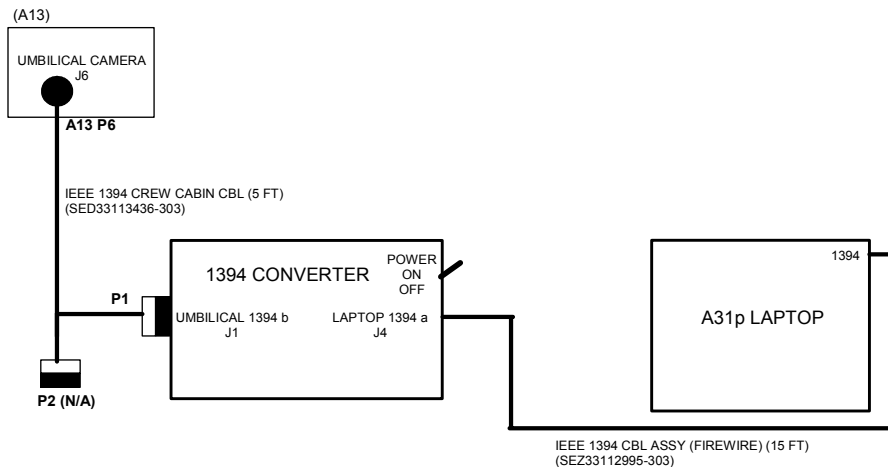 (A13)
UMBILICAL CAMERA
J6
A13 P6
IEEE 1394 CREW CABIN CBL (5 FT)
(SED33113436-303)
P1
P2 (N/A)
1394 CONVERTER
POWER
ON
OFF
UMBILICAL 1394 b
J1
LAPTOP 1394 a
J4
1394
A31p LAPTOP
IEEE 1394 CBL ASSY (FIREWIRE) (15 FT)
(SEZ33112995-303)